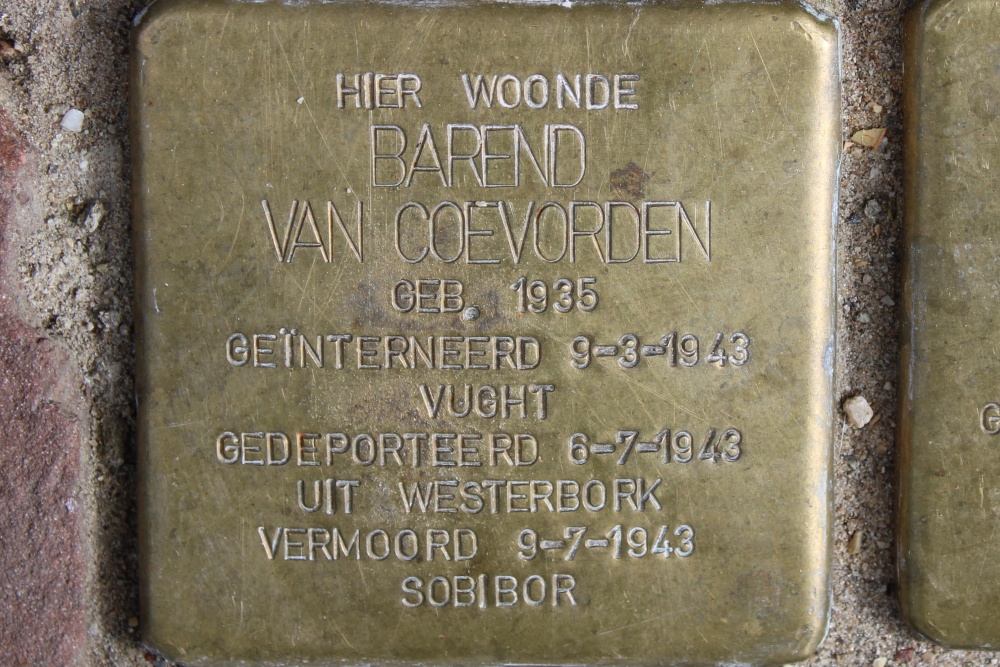 HIER WOONDE
BAREND
VAN COEVORDEN
GEB. 1935
GEÏNTERNEERD 9-3-1943
VUGHT
GEDEPORTEERD 6-7-1943
UIT WESTERBORK
VERMOORD 9-7-1943
SOBIBOR
G